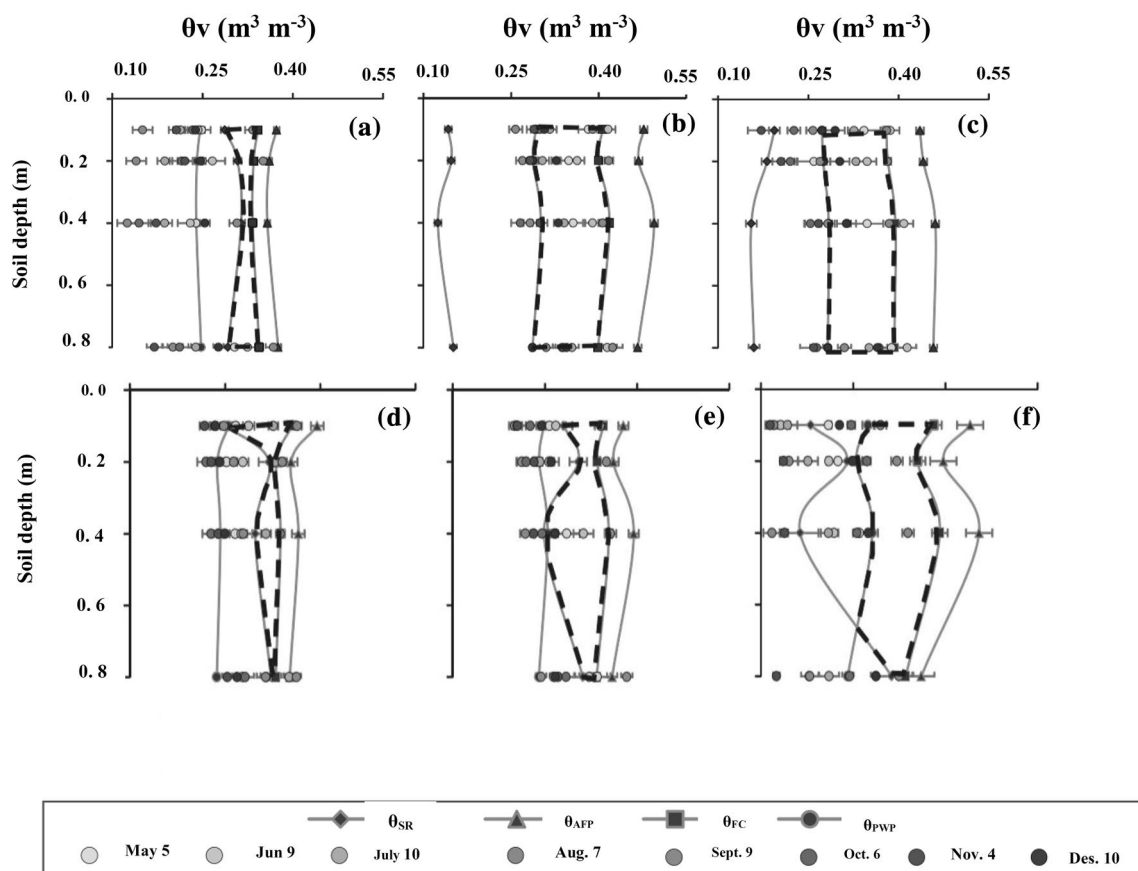 θv (m³ m⁻³) θv (m³ m⁻³) θv (m³ m⁻³)
0.10 0.25 0.40 0.55 0.10 0.25 0.40 0.55 0.10 0.25 0.40 0.55
0.0
(a) (b) (c)
0.2
0.4
0.6
0.8
Soil depth (m)
0.0
(d) (e) (f)
0.2
0.4
0.6
0.8
Soil depth (m)
θSR θAFP θFC θPWP
May 5 Jun 9 July 10 Aug. 7 Sept. 9 Oct. 6 Nov. 4 Des. 10